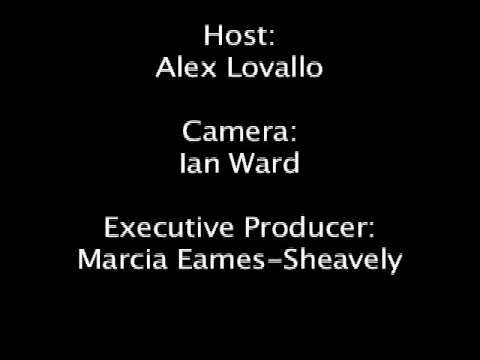 Host:
Alex Lovallo
Camera:
Ian Ward
Executive Producer:
Marcia Eames-Sheavely